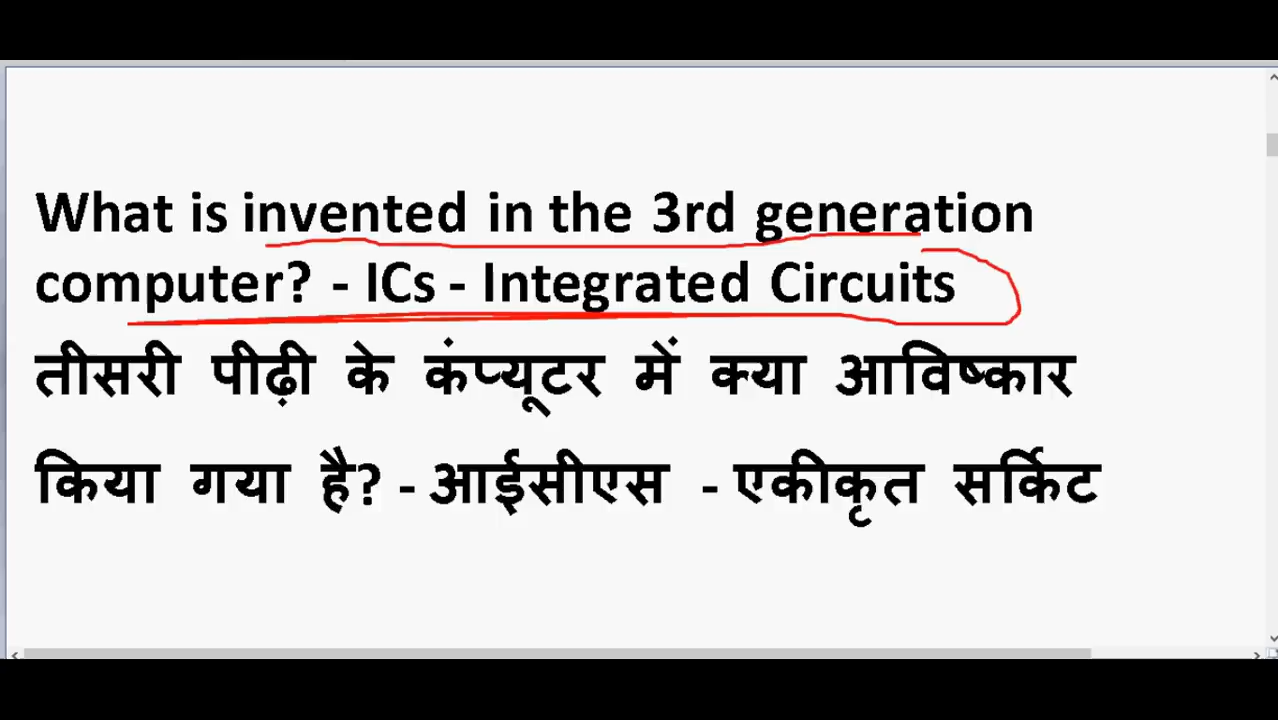 What is invented in the 3rd generation
computer? - ICs - Integrated Circuits
तीसरी पीढ़ी के कंप्यूटर में क्या आविष्कार
किया गया है? - आईसीएस - एकीकृत सर्किट